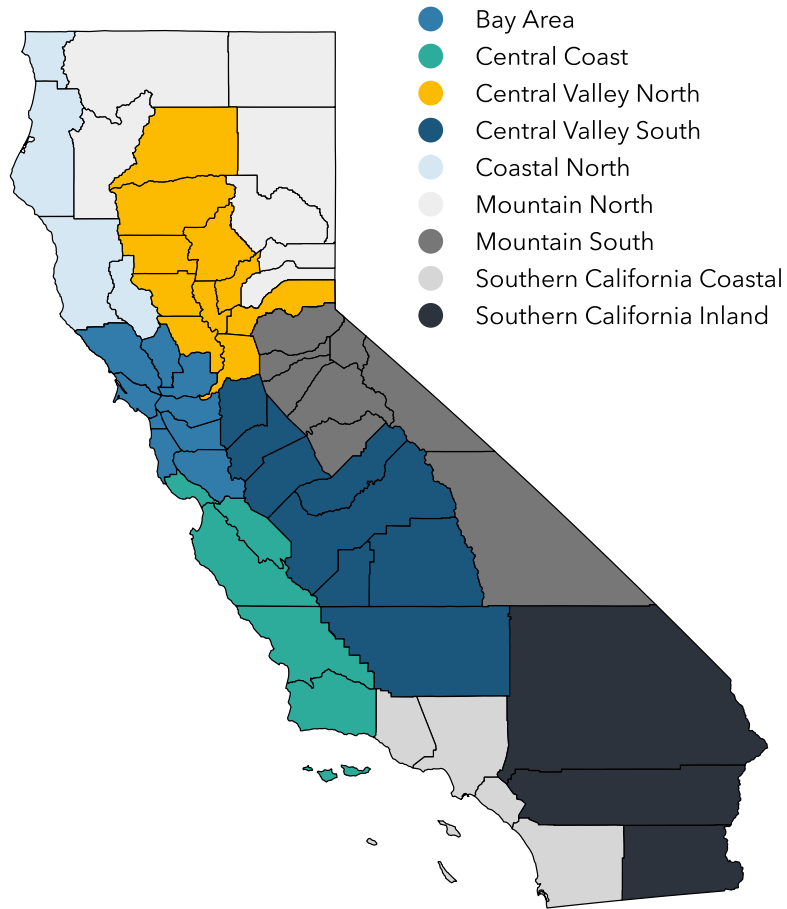 Bay Area
Central Coast
Central Valley North
Central Valley South
Coastal North
Mountain North
Mountain South
Southern California Coastal
Southern California Inland